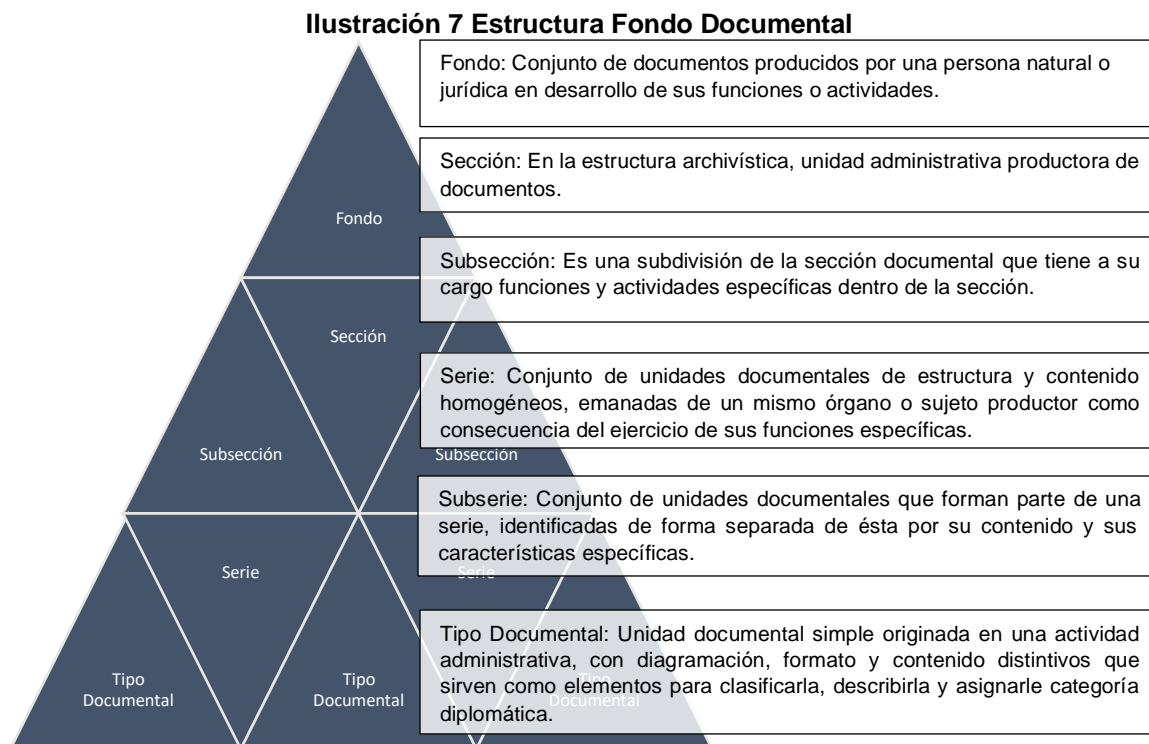 Ilustración 7 Estructura Fondo Documental
Fondo: Conjunto de documentos producidos por una persona natural o
jurídica en desarrollo de sus funciones o actividades.
Sección: En la estructura archivística, unidad administrativa productora de
documentos.
Fondo
Subsección: Es una subdivisión de la sección documental que tiene a su
cargo funciones y actividades específicas dentro de la sección.
Sección
Serie: Conjunto de unidades documentales de estructura y contenido
homogéneos, emanadas de un mismo órgano o sujeto productor como
consecuencia del ejercicio de sus funciones específicas.
Subsección
Subsección
Subserie: Conjunto de unidades documentales que forman parte de una
serie, identificadas de forma separada de ésta por su contenido y sus
características específicas.
Serie
Serie
Tipo Documental: Unidad documental simple originada en una actividad
administrativa, con diagramación, formato y contenido distintivos que
sirven como elementos para clasificarla, describirla y asignarle categoría
diplomática.
Tipo
Documental
Tipo
Documental
Tipo
Documental